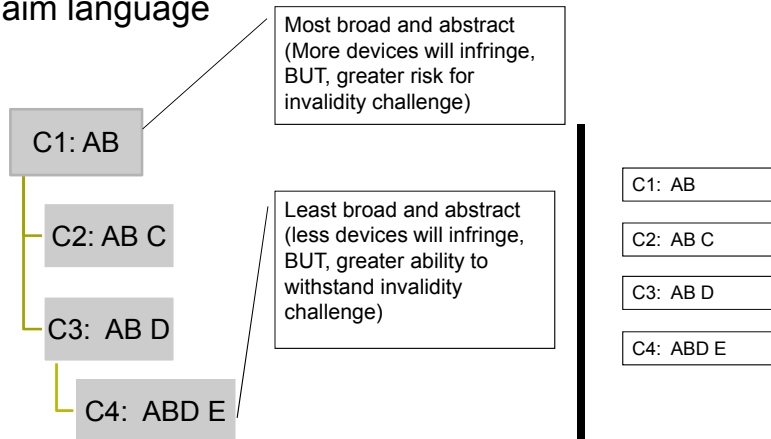 aim language
Most broad and abstract
(More devices will infringe,
BUT, greater risk for
invalidity challenge)
C1: AB
C2: AB C
C3: AB D
C4: ABD E
Least broad and abstract
(less devices will infringe,
BUT, greater ability to
withstand invalidity
challenge)
C1: AB
C2: AB C
C3: AB D
C4: ABD E